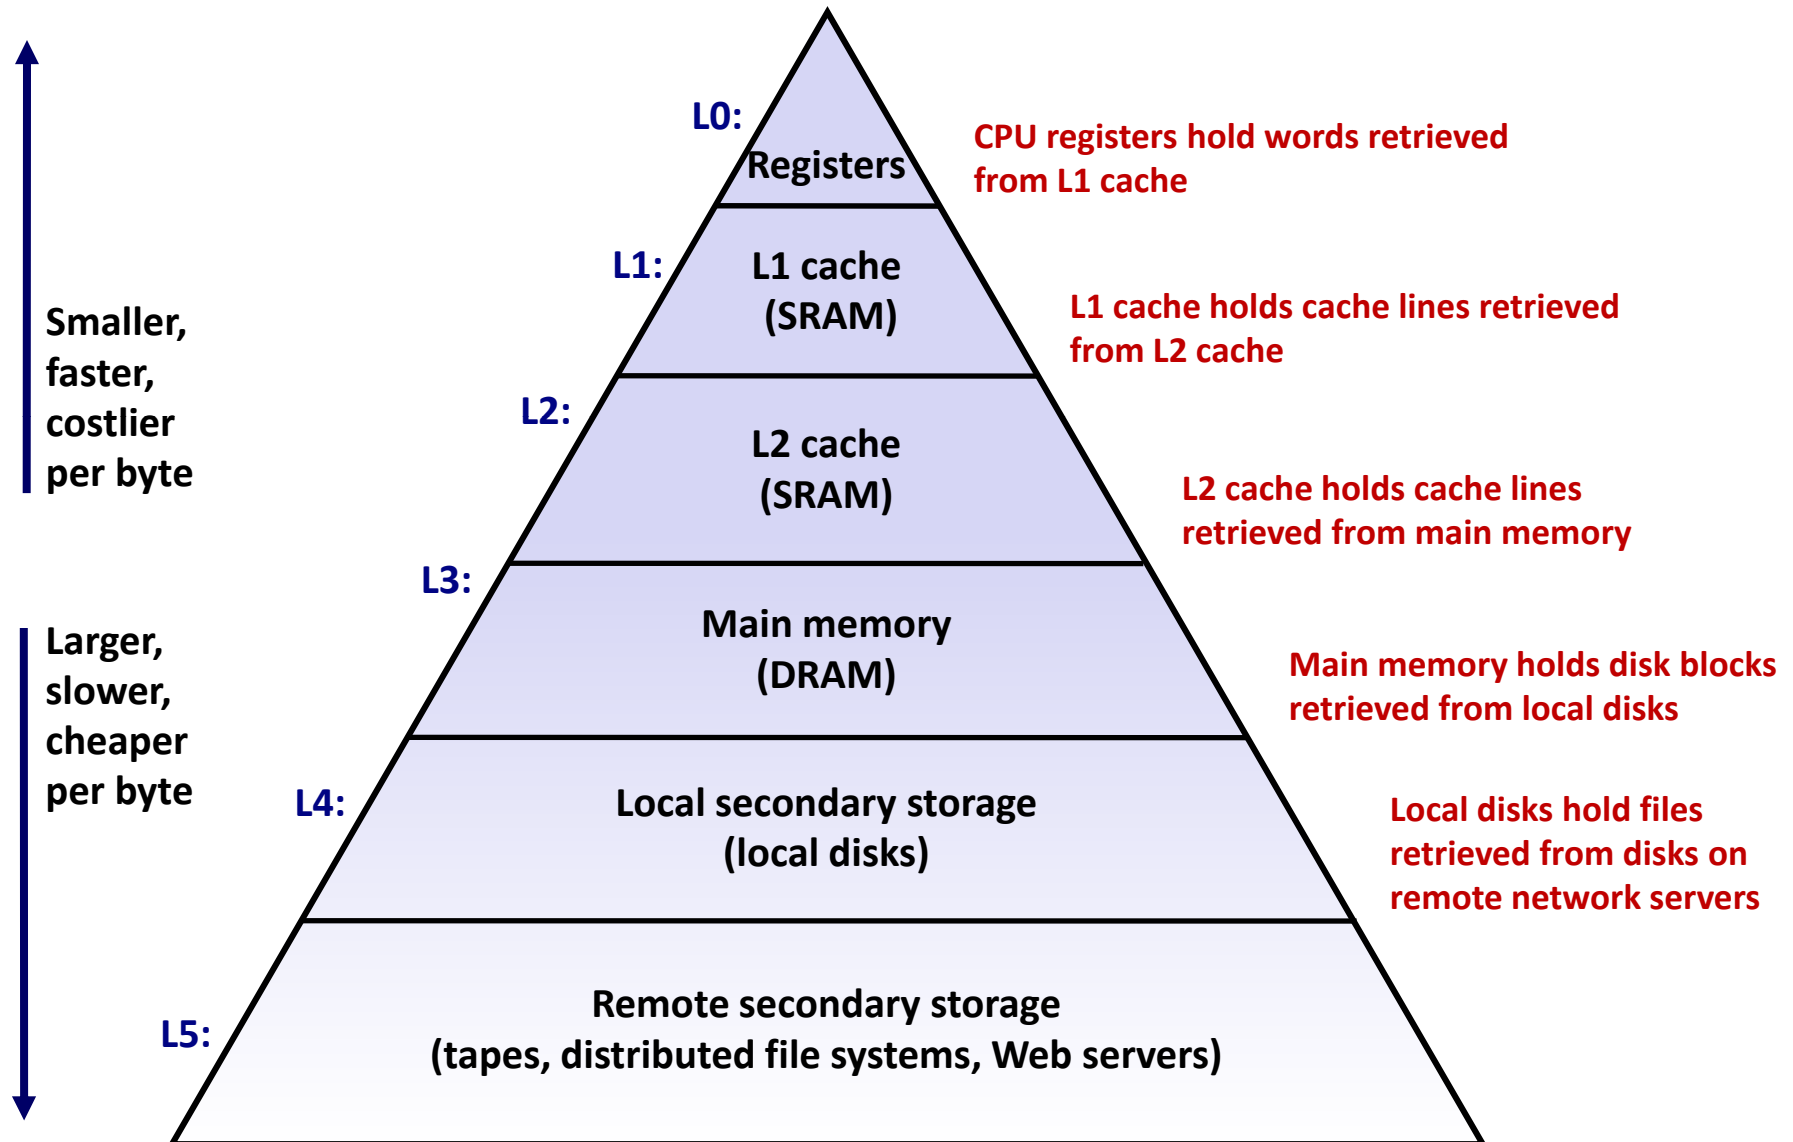 L0:
Registers
CPU registers hold words retrieved
from L1 cache
L1:
L1 cache
(SRAM)
L1 cache holds cache lines retrieved
from L2 cache
Smaller,
faster,
costlier
per byte
L2:
L2 cache
(SRAM)
L2 cache holds cache lines
retrieved from main memory
L3:
Main memory
(DRAM)
Main memory holds disk blocks
retrieved from local disks
Larger,
slower,
cheaper
per byte
L4:
Local secondary storage
(local disks)
Local disks hold files
retrieved from disks on
remote network servers
L5:
Remote secondary storage
(tapes, distributed file systems, Web servers)